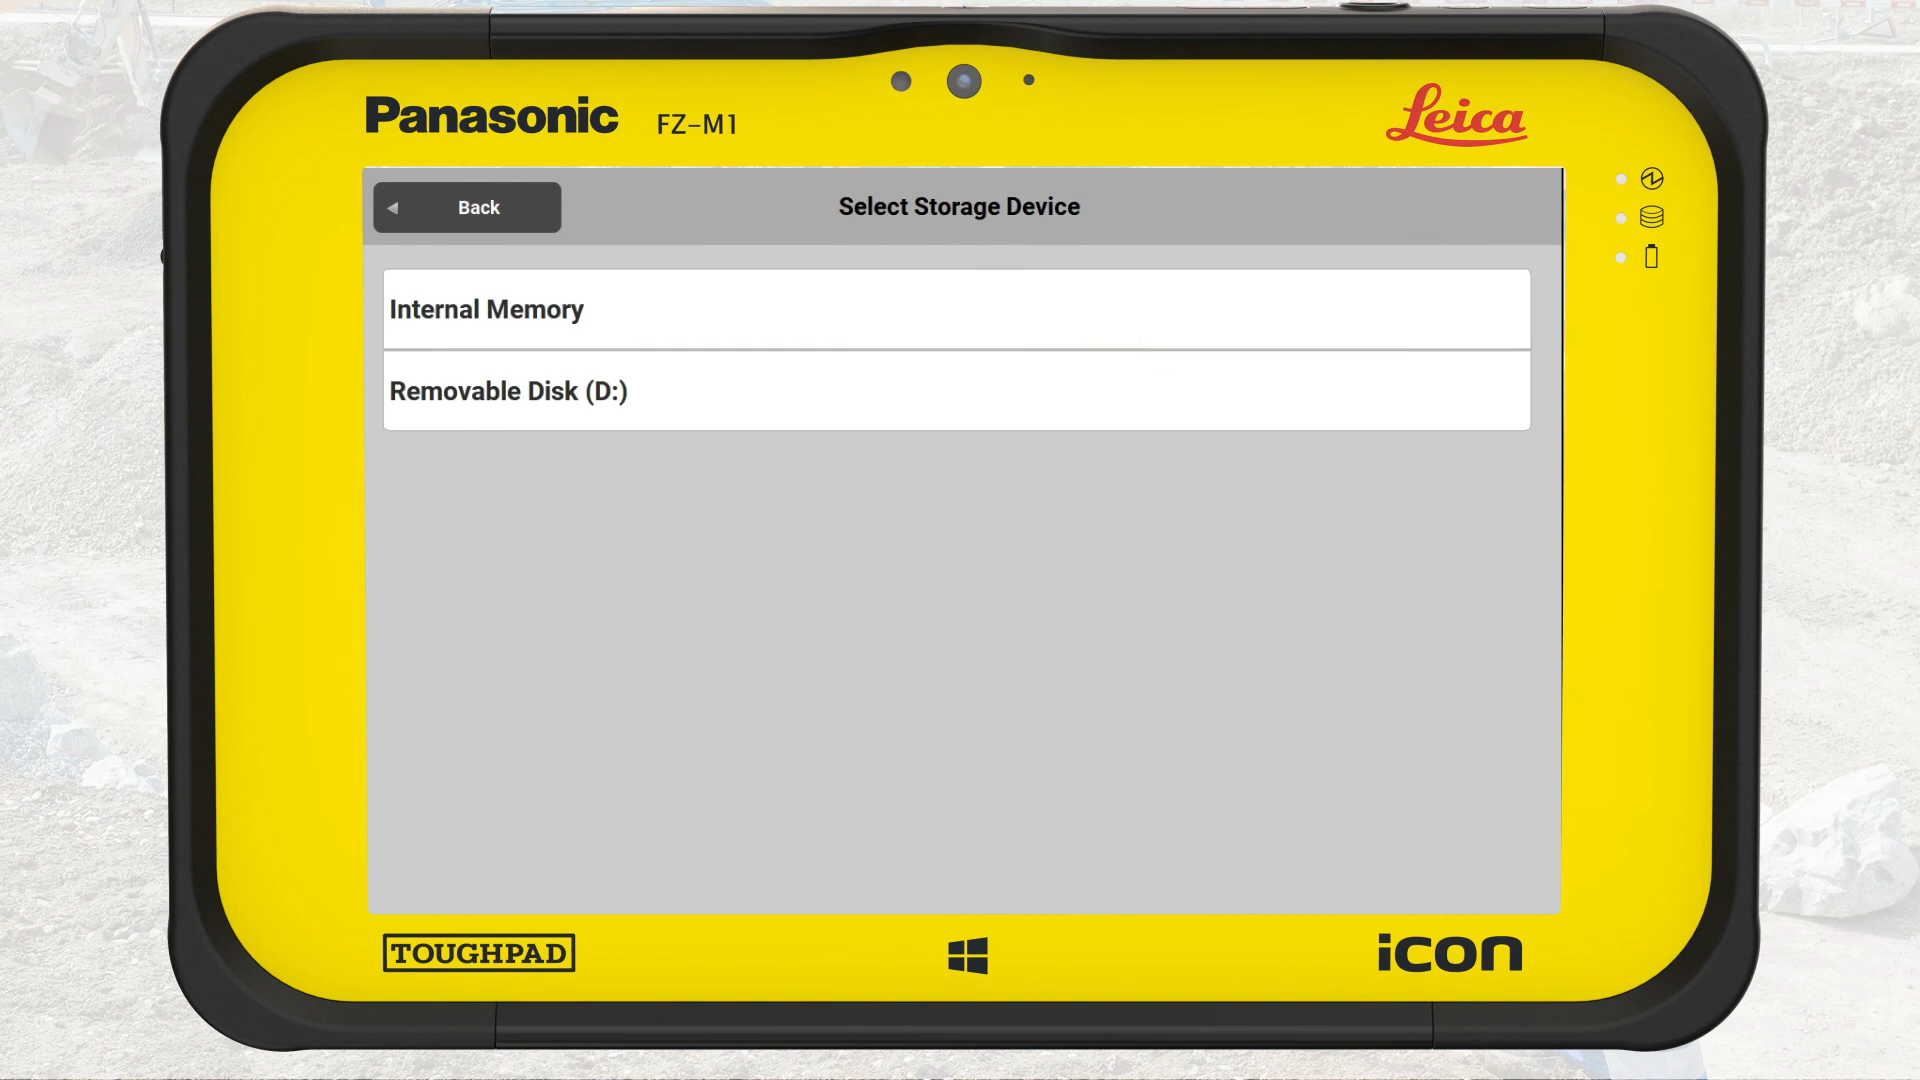 Panasonic FZ-M1
Leica
Back
Select Storage Device
Internal Memory
Removable Disk (D:)
TOUGHPAD
icon